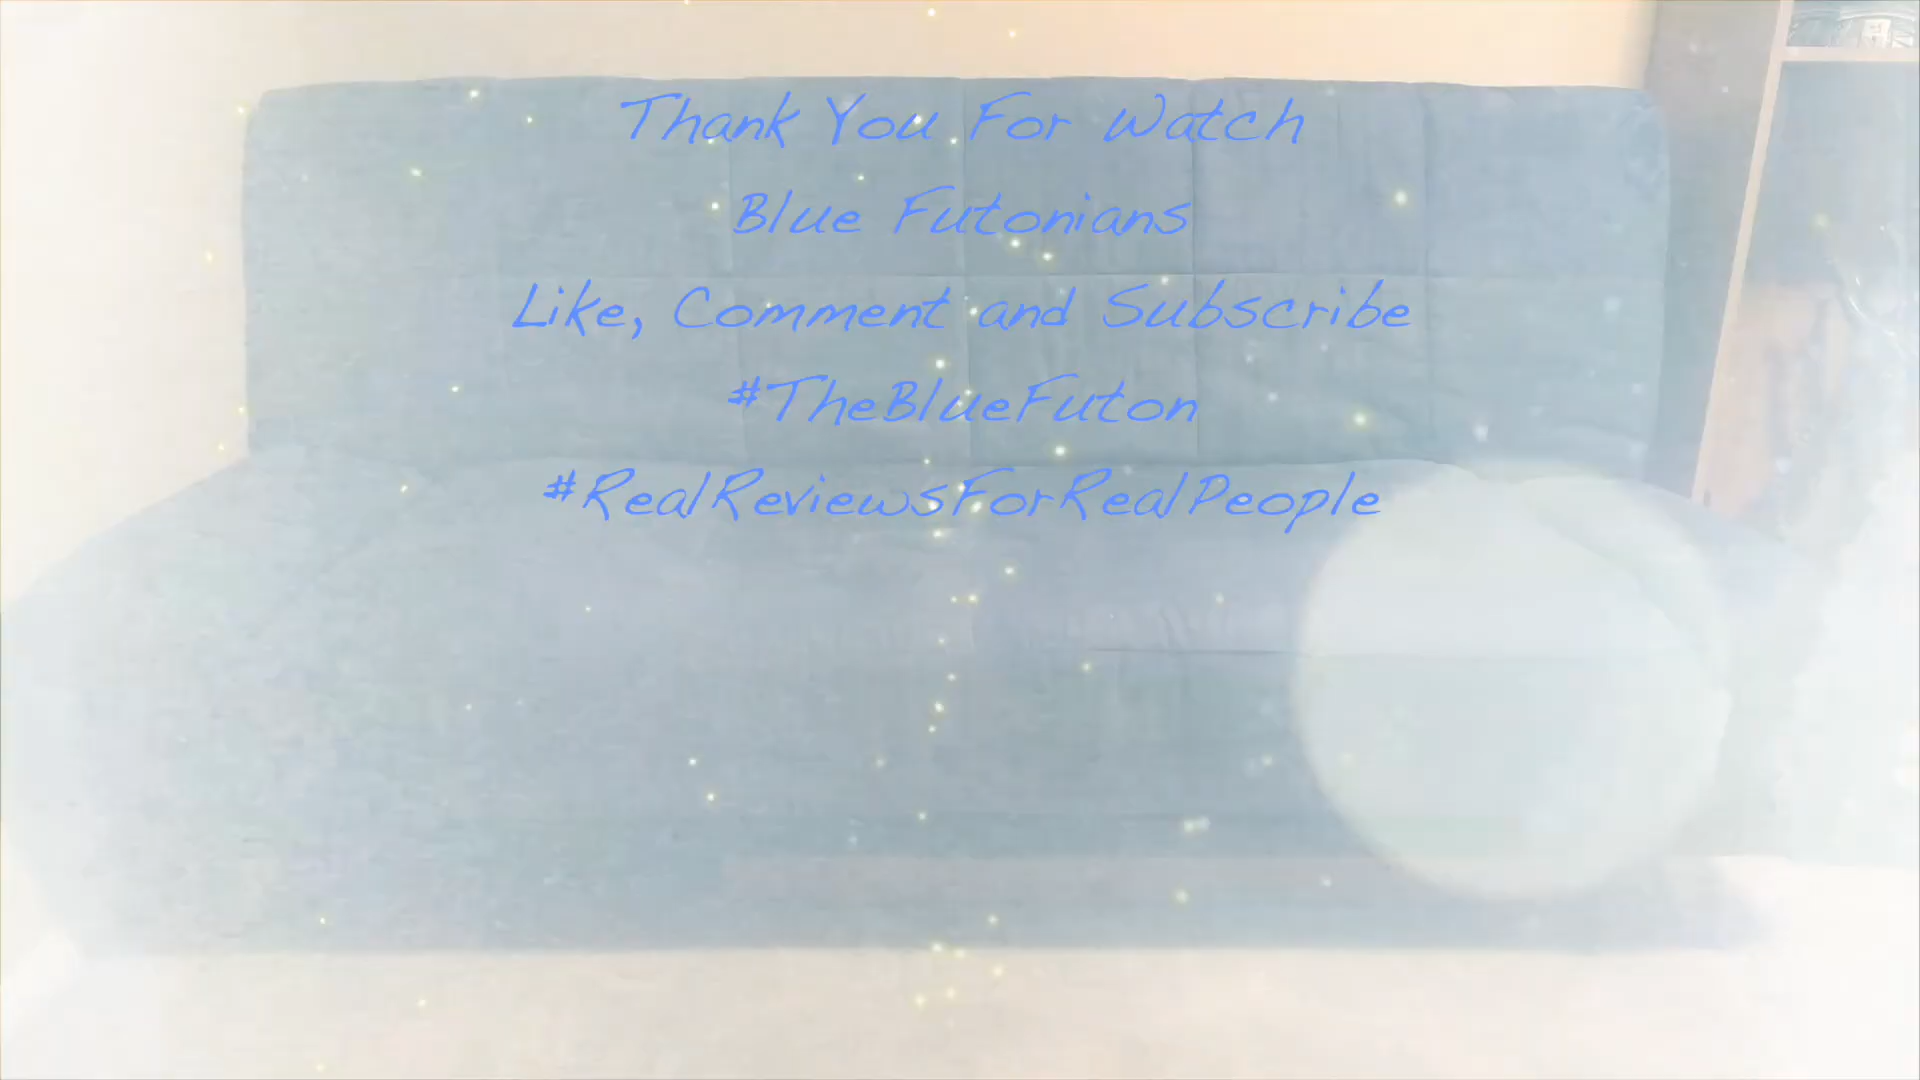 Thank You For Watch
Blue Futonians
Like, Comment and Subscribe
#TheBlueFuton
#RealReviewsForRealPeople